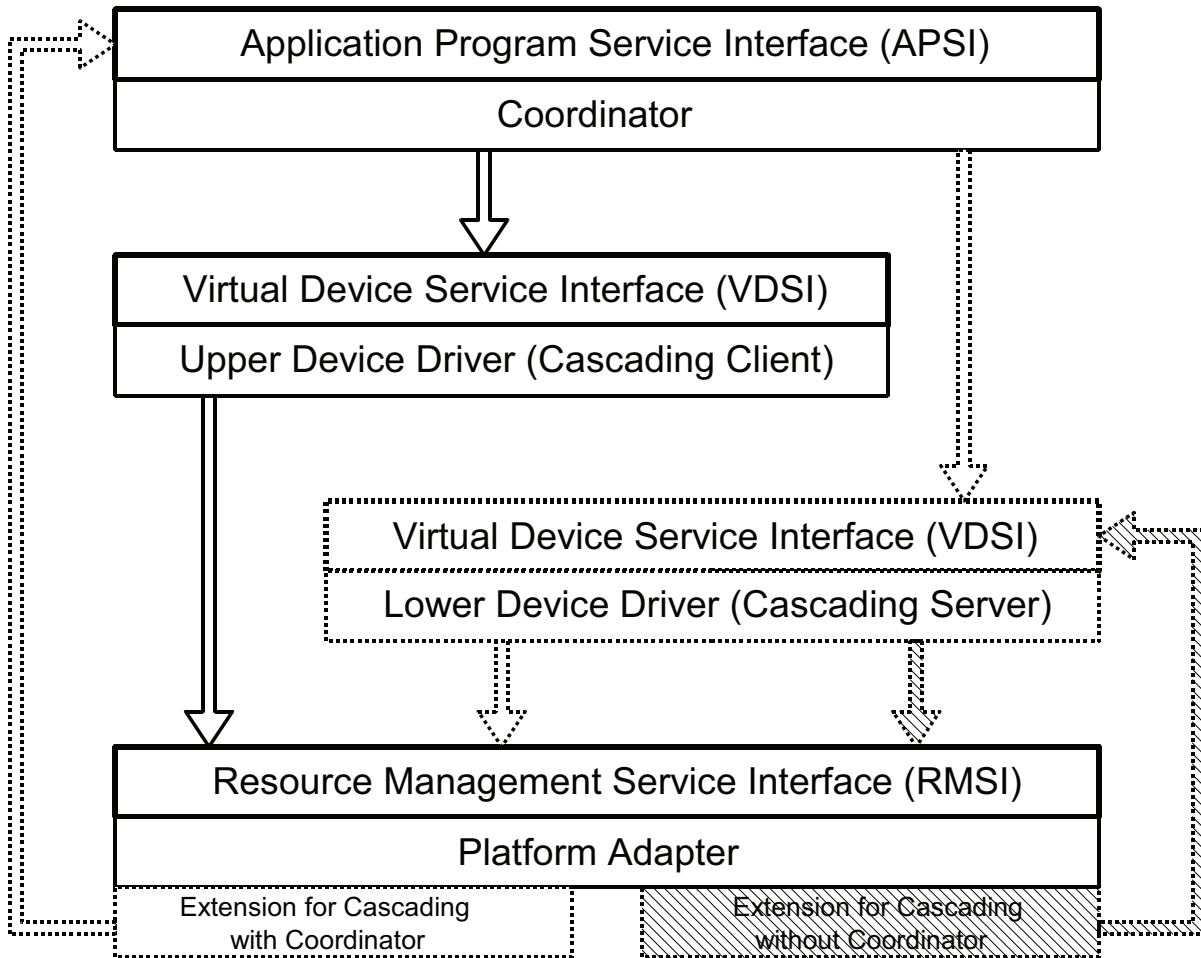 Application Program Service Interface (APSI)
Coordinator
Virtual Device Service Interface (VDSI)
Upper Device Driver (Cascading Client)
Virtual Device Service Interface (VDSI)
Lower Device Driver (Cascading Server)
Resource Management Service Interface (RMSI)
Platform Adapter
Extension for Cascading
with Coordinator
Extension for Cascading
without Coordinator